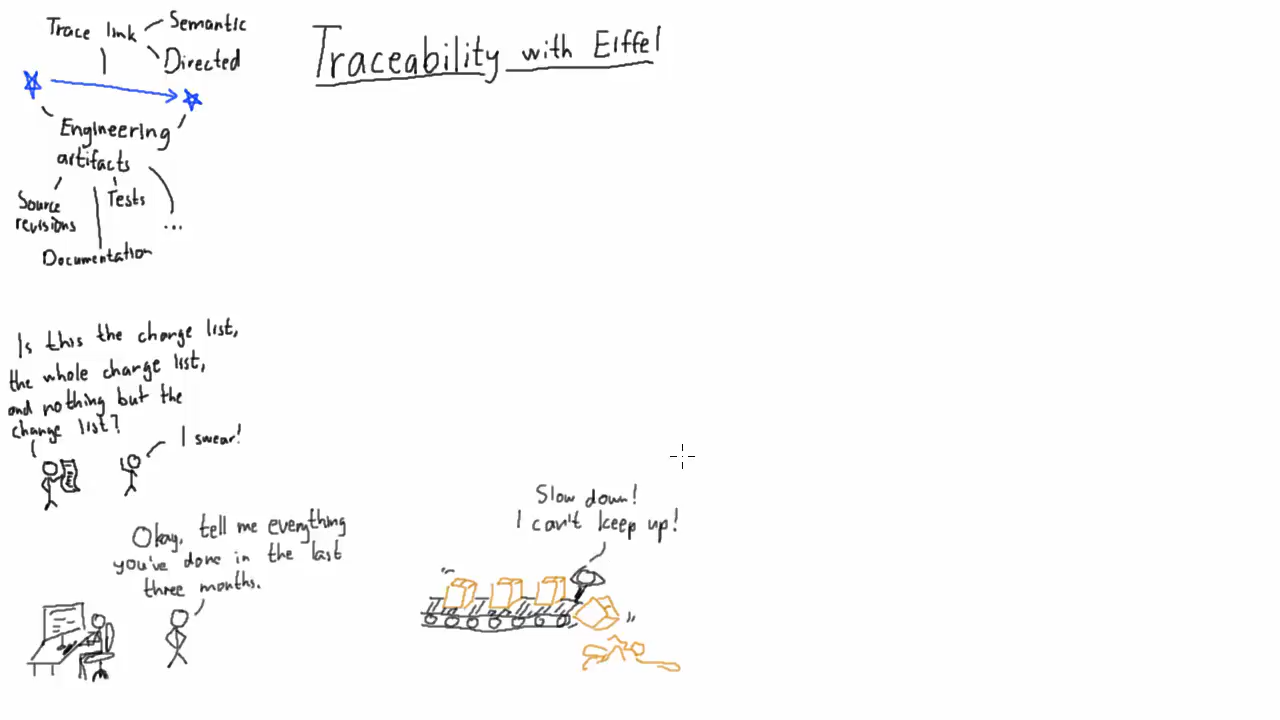 Traceability with Eiffel
Trace link
Semantic
Directed
Engineering
artifacts
Source
revisions
Tests
...
Documentation
Is this the change list,
the whole change list,
and nothing but the
change list?
I swear!
Okay, tell me everything
you've done in the last
three months.
Slow down!
I can't keep up!